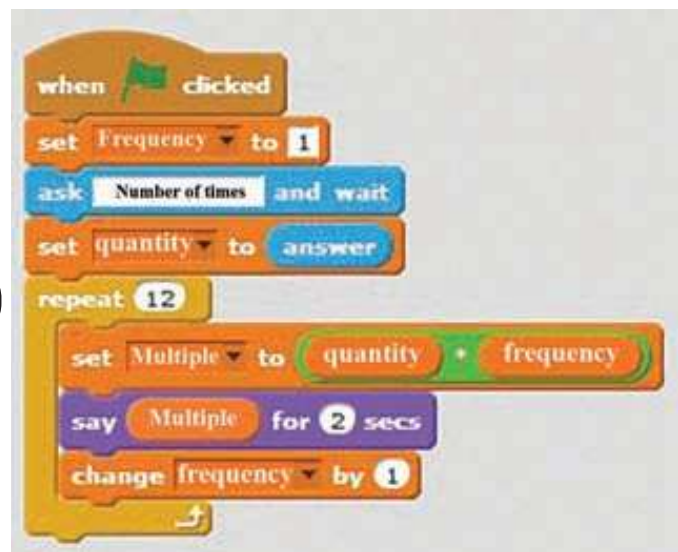 when clicked
set Frequency to 1
ask Number of times and wait
set quantity to answer
repeat 12
set Multiple to quantity * frequency
say Multiple for 2 secs
change frequency by 1